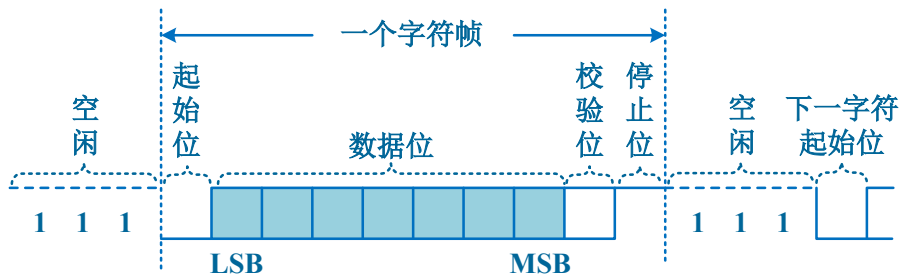 一个字符帧
空闲
起始位
数据位
校验位
停止位
空闲
下一字符
起始位
1 1 1
1 1 1
LSB
MSB